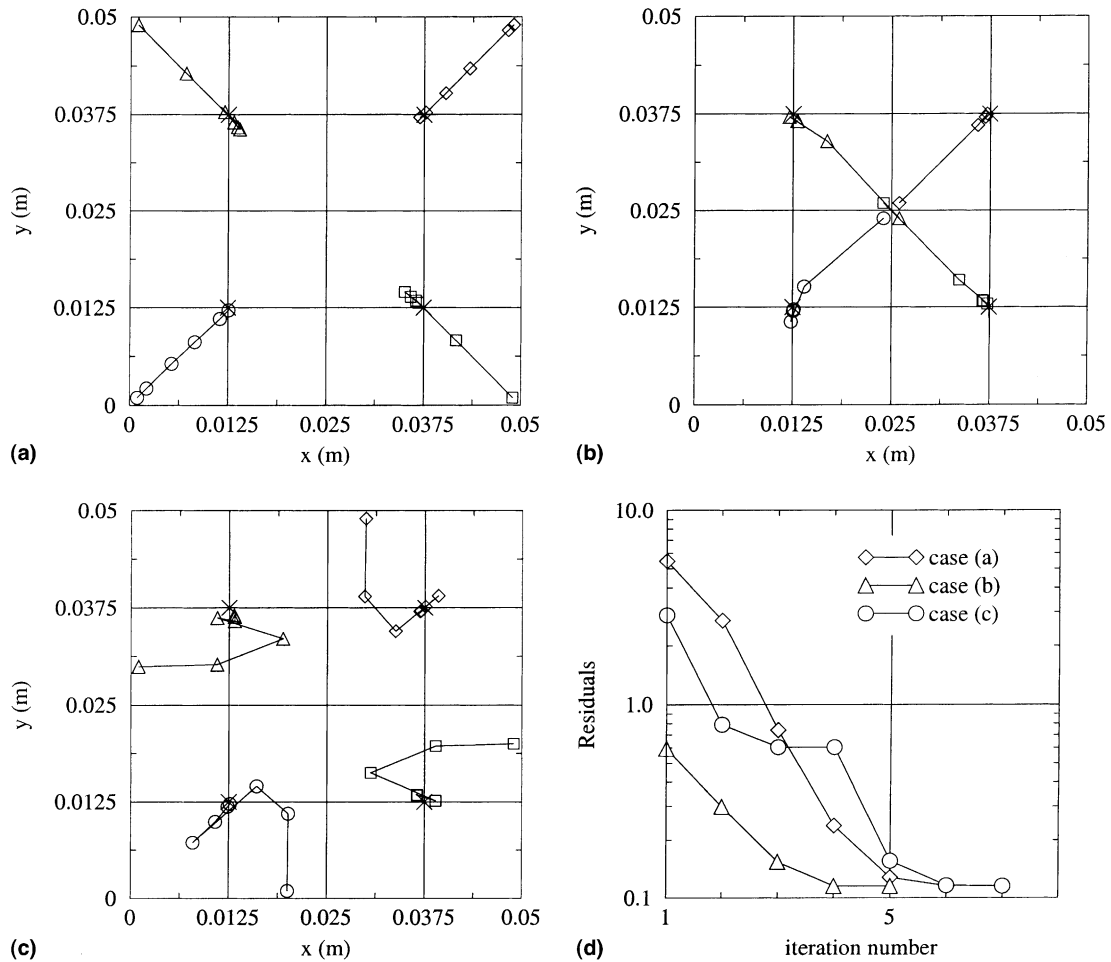 0.05
0.0375
0.025
0.0125
0
y (m)
0 0.0125 0.025 0.0375 0.05
x (m)
(a)
0.05
0.0375
0.025
0.0125
0
y (m)
0 0.0125 0.025 0.0375 0.05
x (m)
(b)
0.05
0.0375
0.025
0.0125
0
y (m)
0 0.0125 0.025 0.0375 0.05
x (m)
(c)
10.0
1.0
0.1
Residuals
case (a)
case (b)
case (c)
1 5
iteration number
(d)